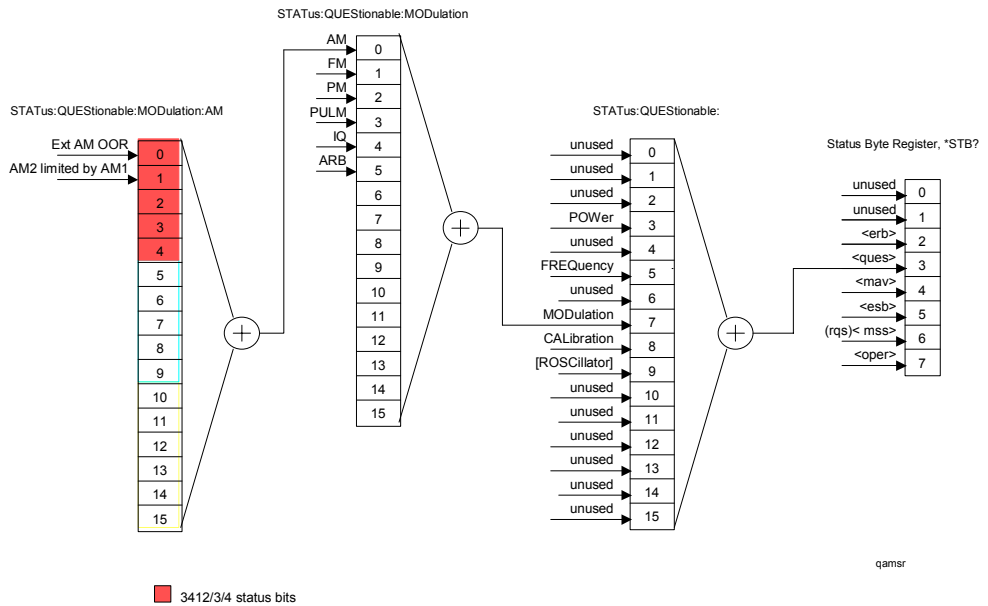 STATus:QUEStionable:MODulation
AM
FM
PM
PULM
IQ
ARB
0
1
2
3
4
5
6
7
8
9
10
11
12
13
14
15
STATus:QUEStionable:MODulation:AM
Ext AM OOR
AM2 limited by AM1
0
1
2
3
4
5
6
7
8
9
10
11
12
13
14
15
STATus:QUEStionable:
unused 0
unused 1
unused 2
POWer 3
unused 4
FREQuency 5
unused 6
MODulation 7
CALibration 8
[ROSCillator] 9
unused 10
unused 11
unused 12
unused 13
unused 14
unused 15
Status Byte Register, *STB?
unused 0
unused 1
<erb> 2
<ques> 3
<mav> 4
<esb> 5
(rqs)< mss> 6
<oper> 7
qamsr
3412/3/4 status bits